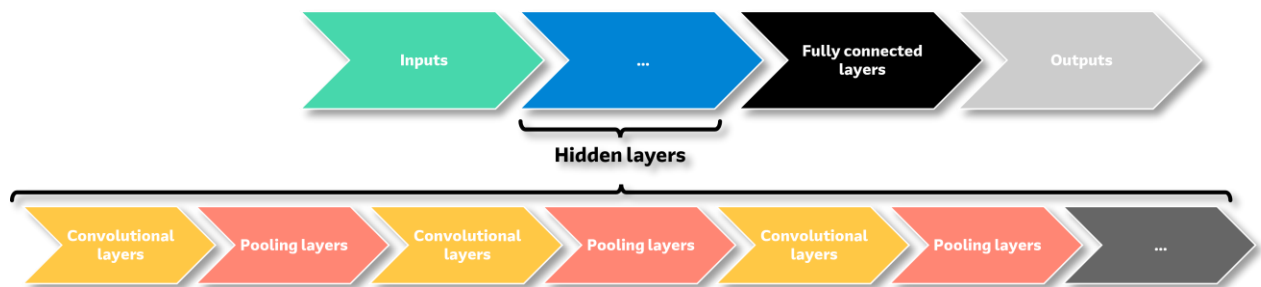 Inputs
...
Fully connected
layers
Outputs
Hidden layers
Convolutional
layers
Pooling layers
Convolutional
layers
Pooling layers
Convolutional
layers
Pooling layers
...